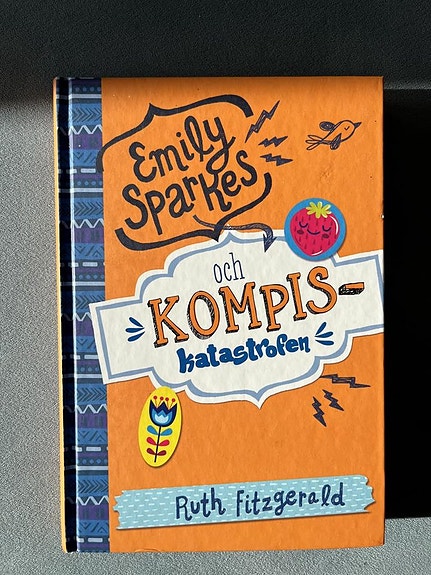 Emily
Sparkes
och
KOMPIS-
katastrofen
Ruth Fitzgerald